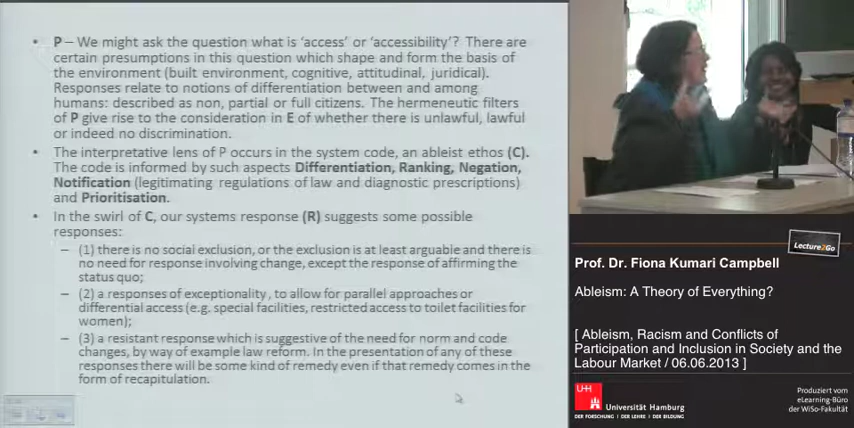 • P – We might ask the question what is ‘access’ or ‘accessibility’? There are
certain presumptions in this question which shape and form the basis of
the environment (built environment, cognitive, attitudinal, juridical).
Responses relate to notions of differentiation between and among
humans: described as non, partial or full citizens. The hermeneutic filters
of P give rise to the consideration in E of whether there is unlawful, lawful
or indeed no discrimination.
• The interpretative lens of P occurs in the system code, an ableist ethos (C).
The code is informed by such aspects Differentiation, Ranking, Negation,
Notification (legitimating regulations of law and diagnostic prescriptions)
and Prioritisation.
• In the swirl of C, our systems response (R) suggests some possible
responses:
– (1) there is no social exclusion, or the exclusion is at least arguable and there is
no need for response involving change, except the response of affirming the
status quo;
– (2) a responses of exceptionality, to allow for parallel approaches or
differential access (e.g. special facilities, restricted access to toilet facilities for
women);
– (3) a resistant response which is suggestive of the need for norm and code
changes, by way of example law reform. In the presentation of any of these
responses there will be some kind of remedy even if that remedy comes in the
form of recapitulation.
Lecture2Go
Prof. Dr. Fiona Kumari Campbell
Ableism: A Theory of Everything?
[ Ableism, Racism and Conflicts of
Participation and Inclusion in Society and the
Labour Market / 06.06.2013 ]
UHH
Universität Hamburg
DER FORSCHUNG | DER LEHRE | DER BILDUNG
Produziert vom
eLearning-Büro
der WiSo-Fakultät